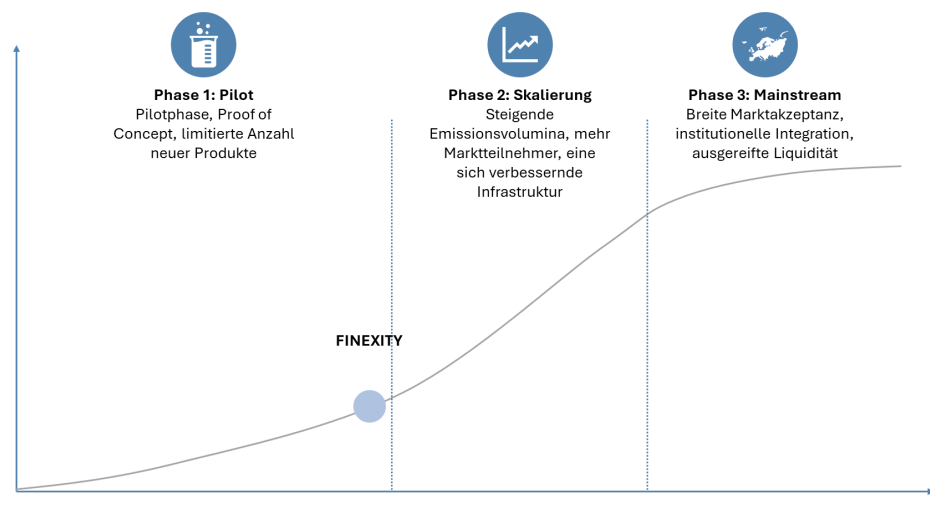 Phase 1: Pilot
Pilotphase, Proof of
Concept, limitierte Anzahl
neuer Produkte
Phase 2: Skalierung
Steigende
Emissionsvolumina, mehr
Marktteilnehmer, eine
sich verbessernde
Infrastruktur
Phase 3: Mainstream
Breite Marktakzeptanz,
institutionelle Integration,
ausgereifte Liquidität
FINEXITY